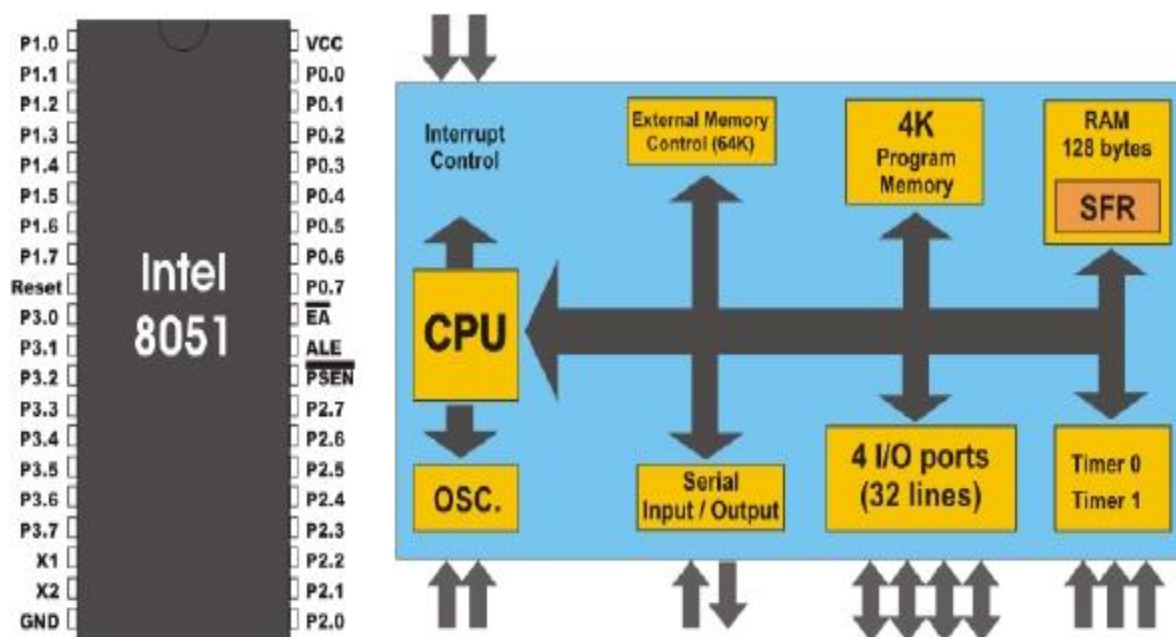 P1.0
P1.1
P1.2
P1.3
P1.4
P1.5
P1.6
P1.7
Reset
P3.0
P3.1
P3.2
P3.3
P3.4
P3.5
P3.6
P3.7
X1
X2
GND
Intel
8051
VCC
P0.0
P0.1
P0.2
P0.3
P0.4
P0.5
P0.6
P0.7
E̅A̅
ALE
P̅S̅E̅N̅
P2.7
P2.6
P2.5
P2.4
P2.3
P2.2
P2.1
P2.0
Interrupt
Control
External Memory
Control (64K)
4K
Program
Memory
RAM
128 bytes
SFR
CPU
OSC.
Serial
Input / Output
4 I/O ports
(32 lines)
Timer 0
Timer 1